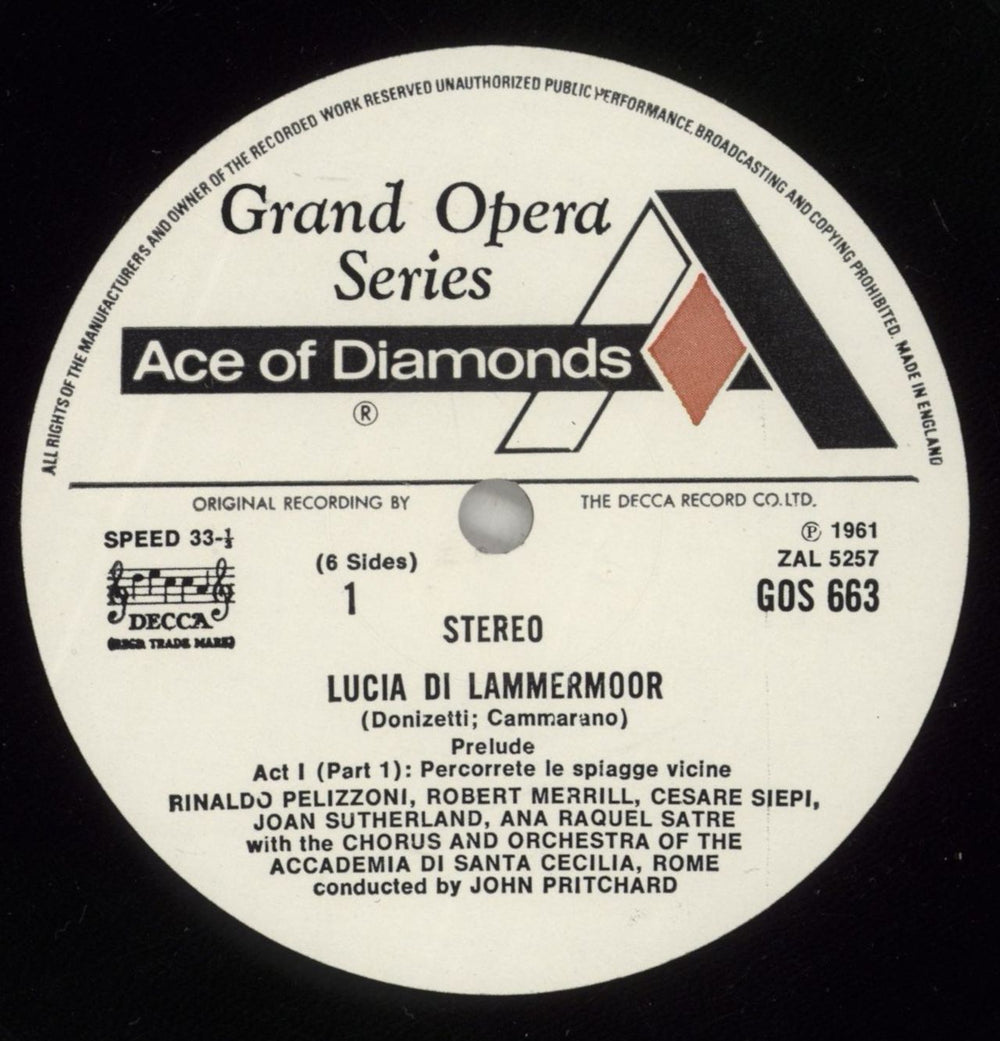 ALL RIGHTS OF THE MANUFACTURERS AND OWNER OF THE RECORDED WORK RESERVED UNAUTHORIZED PUBLIC PERFORMANCE, BROADCASTING AND COPYING PROHIBITED. MADE IN ENGLAND
Grand Opera
Series
Ace of Diamonds
®
ORIGINAL RECORDING BY THE DECCA RECORD CO. LTD.
SPEED 33-⅓
℗ 1961
(6 Sides)
ZAL 5257
1
GOS 663
DECCA
(REGD. TRADE MARK)
STEREO
LUCIA DI LAMMERMOOR
(Donizetti; Cammarano)
Prelude
Act I (Part 1): Percorrete le spiagge vicine
RINALDO PELIZZONI, ROBERT MERRILL, CESARE SIEPI,
JOAN SUTHERLAND, ANA RAQUEL SATRE
with the CHORUS AND ORCHESTRA OF THE
ACCADEMIA DI SANTA CECILIA, ROME
conducted by JOHN PRITCHARD